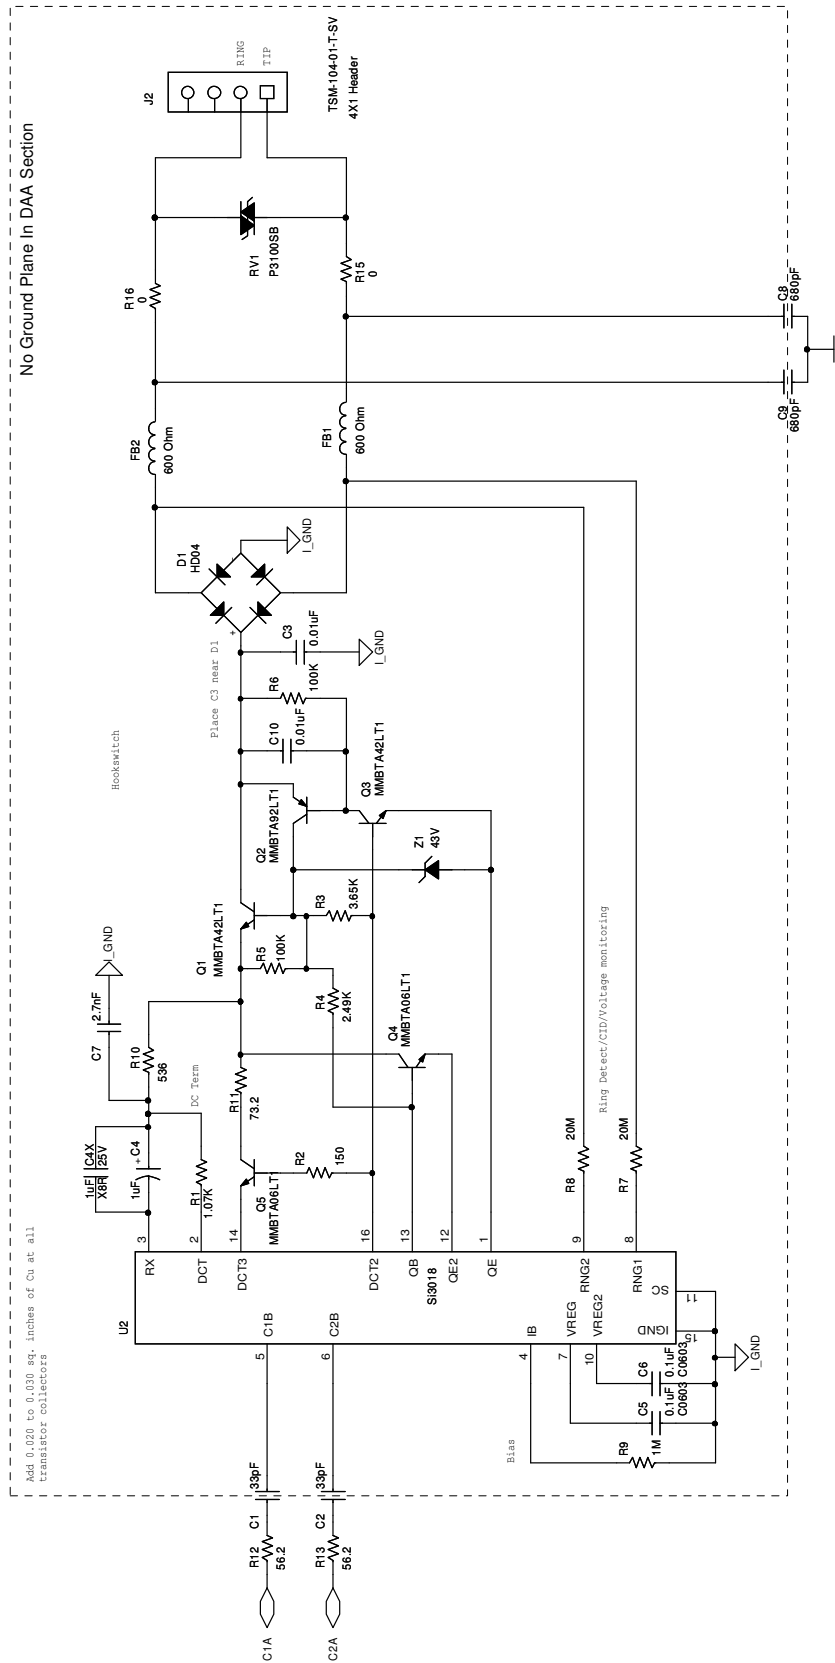 No Ground Plane In DAA Section
Add 0.020 to 0.030 sq. inches of Cu at all
transistor collectors
Hookswitch
Place C3 near D1
DC Term
Ring Detect/CID/Voltage monitoring
Bias
J2
RING
TIP
TSM-104-01-T-SV
4X1 Header
RV1
P3100SB
R16
0
R15
0
C8
680pF
C9
680pF
FB2
600 Ohm
FB1
600 Ohm
D1
HD04
-
+
I_GND
C3
0.01uF
I_GND
R6
100K
C10
0.01uF
Q3
MMBTA42LT1
Q2
MMBTA92LT1
Z1
43V
Q1
MMBTA42LT1
R3
3.65K
R5
100K
R4
2.49K
Q4
MMBTA06LT1
I_GND
C7
2.7nF
R10
536
R11
73.2
C4X
1uF
25V
X8R
+
C4
1uF
R1
1.07K
R2
150
Q5
MMBTA06LT1
R8
20M
R7
20M
3
2
14
16
13
12
1
9
8
U2
RX
DCT
DCT3
DCT2
QB
QE2
QE
RNG2
RNG1
Si3018
C1B
C2B
IB
VREG
VREG2
IGND
SC
5
6
4
7
10
15
11
C6
0.1uF
C0603
C5
0.1uF
C0603
R9
1M
I_GND
33pF
C1
33pF
C2
R12
56.2
R13
56.2
C1A
C2A